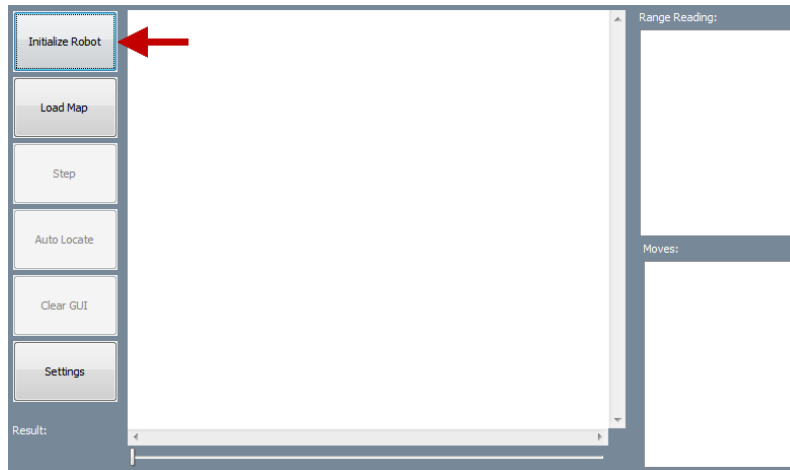 Initialize Robot
Load Map
Step
Auto Locate
Clear GUI
Settings
Result:
Range Reading:
Moves: